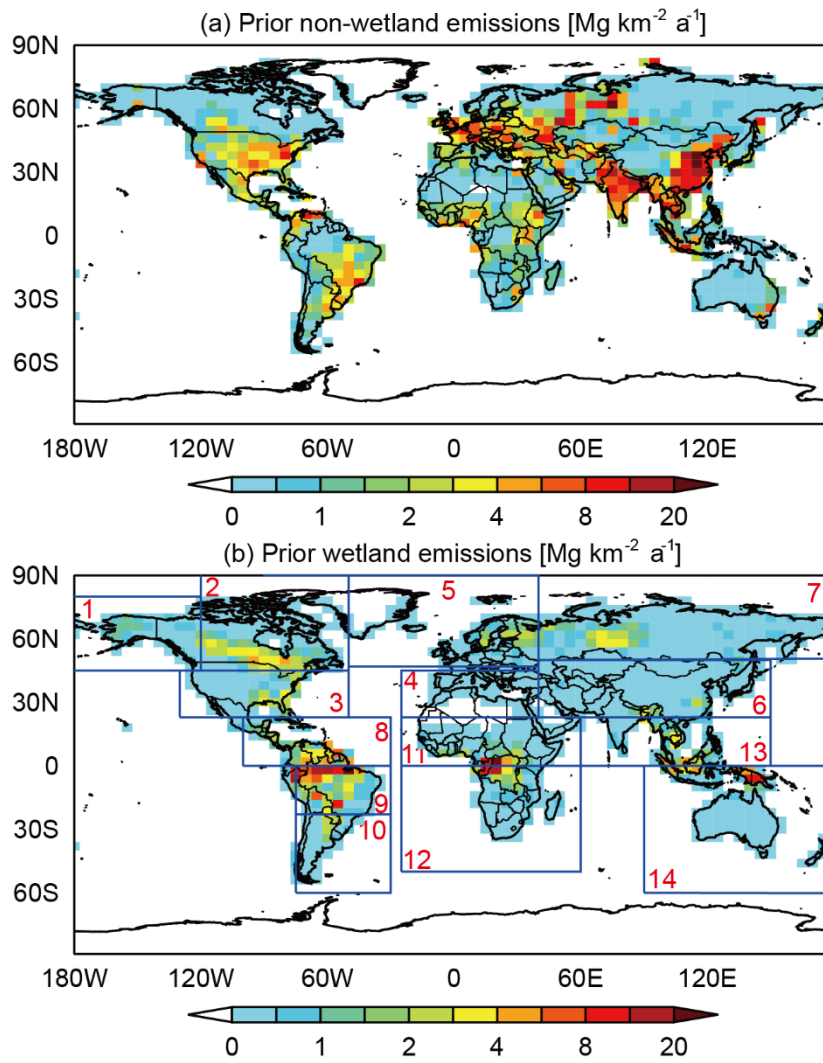 (a) Prior non-wetland emissions [Mg km⁻² a⁻¹]
90N
60N
30N
0
30S
60S
180W 120W 60W 0 60E 120E
0 1 2 4 8 20
(b) Prior wetland emissions [Mg km⁻² a⁻¹]
90N
1 2 5 7
60N
4
30N
3 6
8
11 13
0
9
10
30S
12 14
60S
180W 120W 60W 0 60E 120E
0 1 2 4 8 20